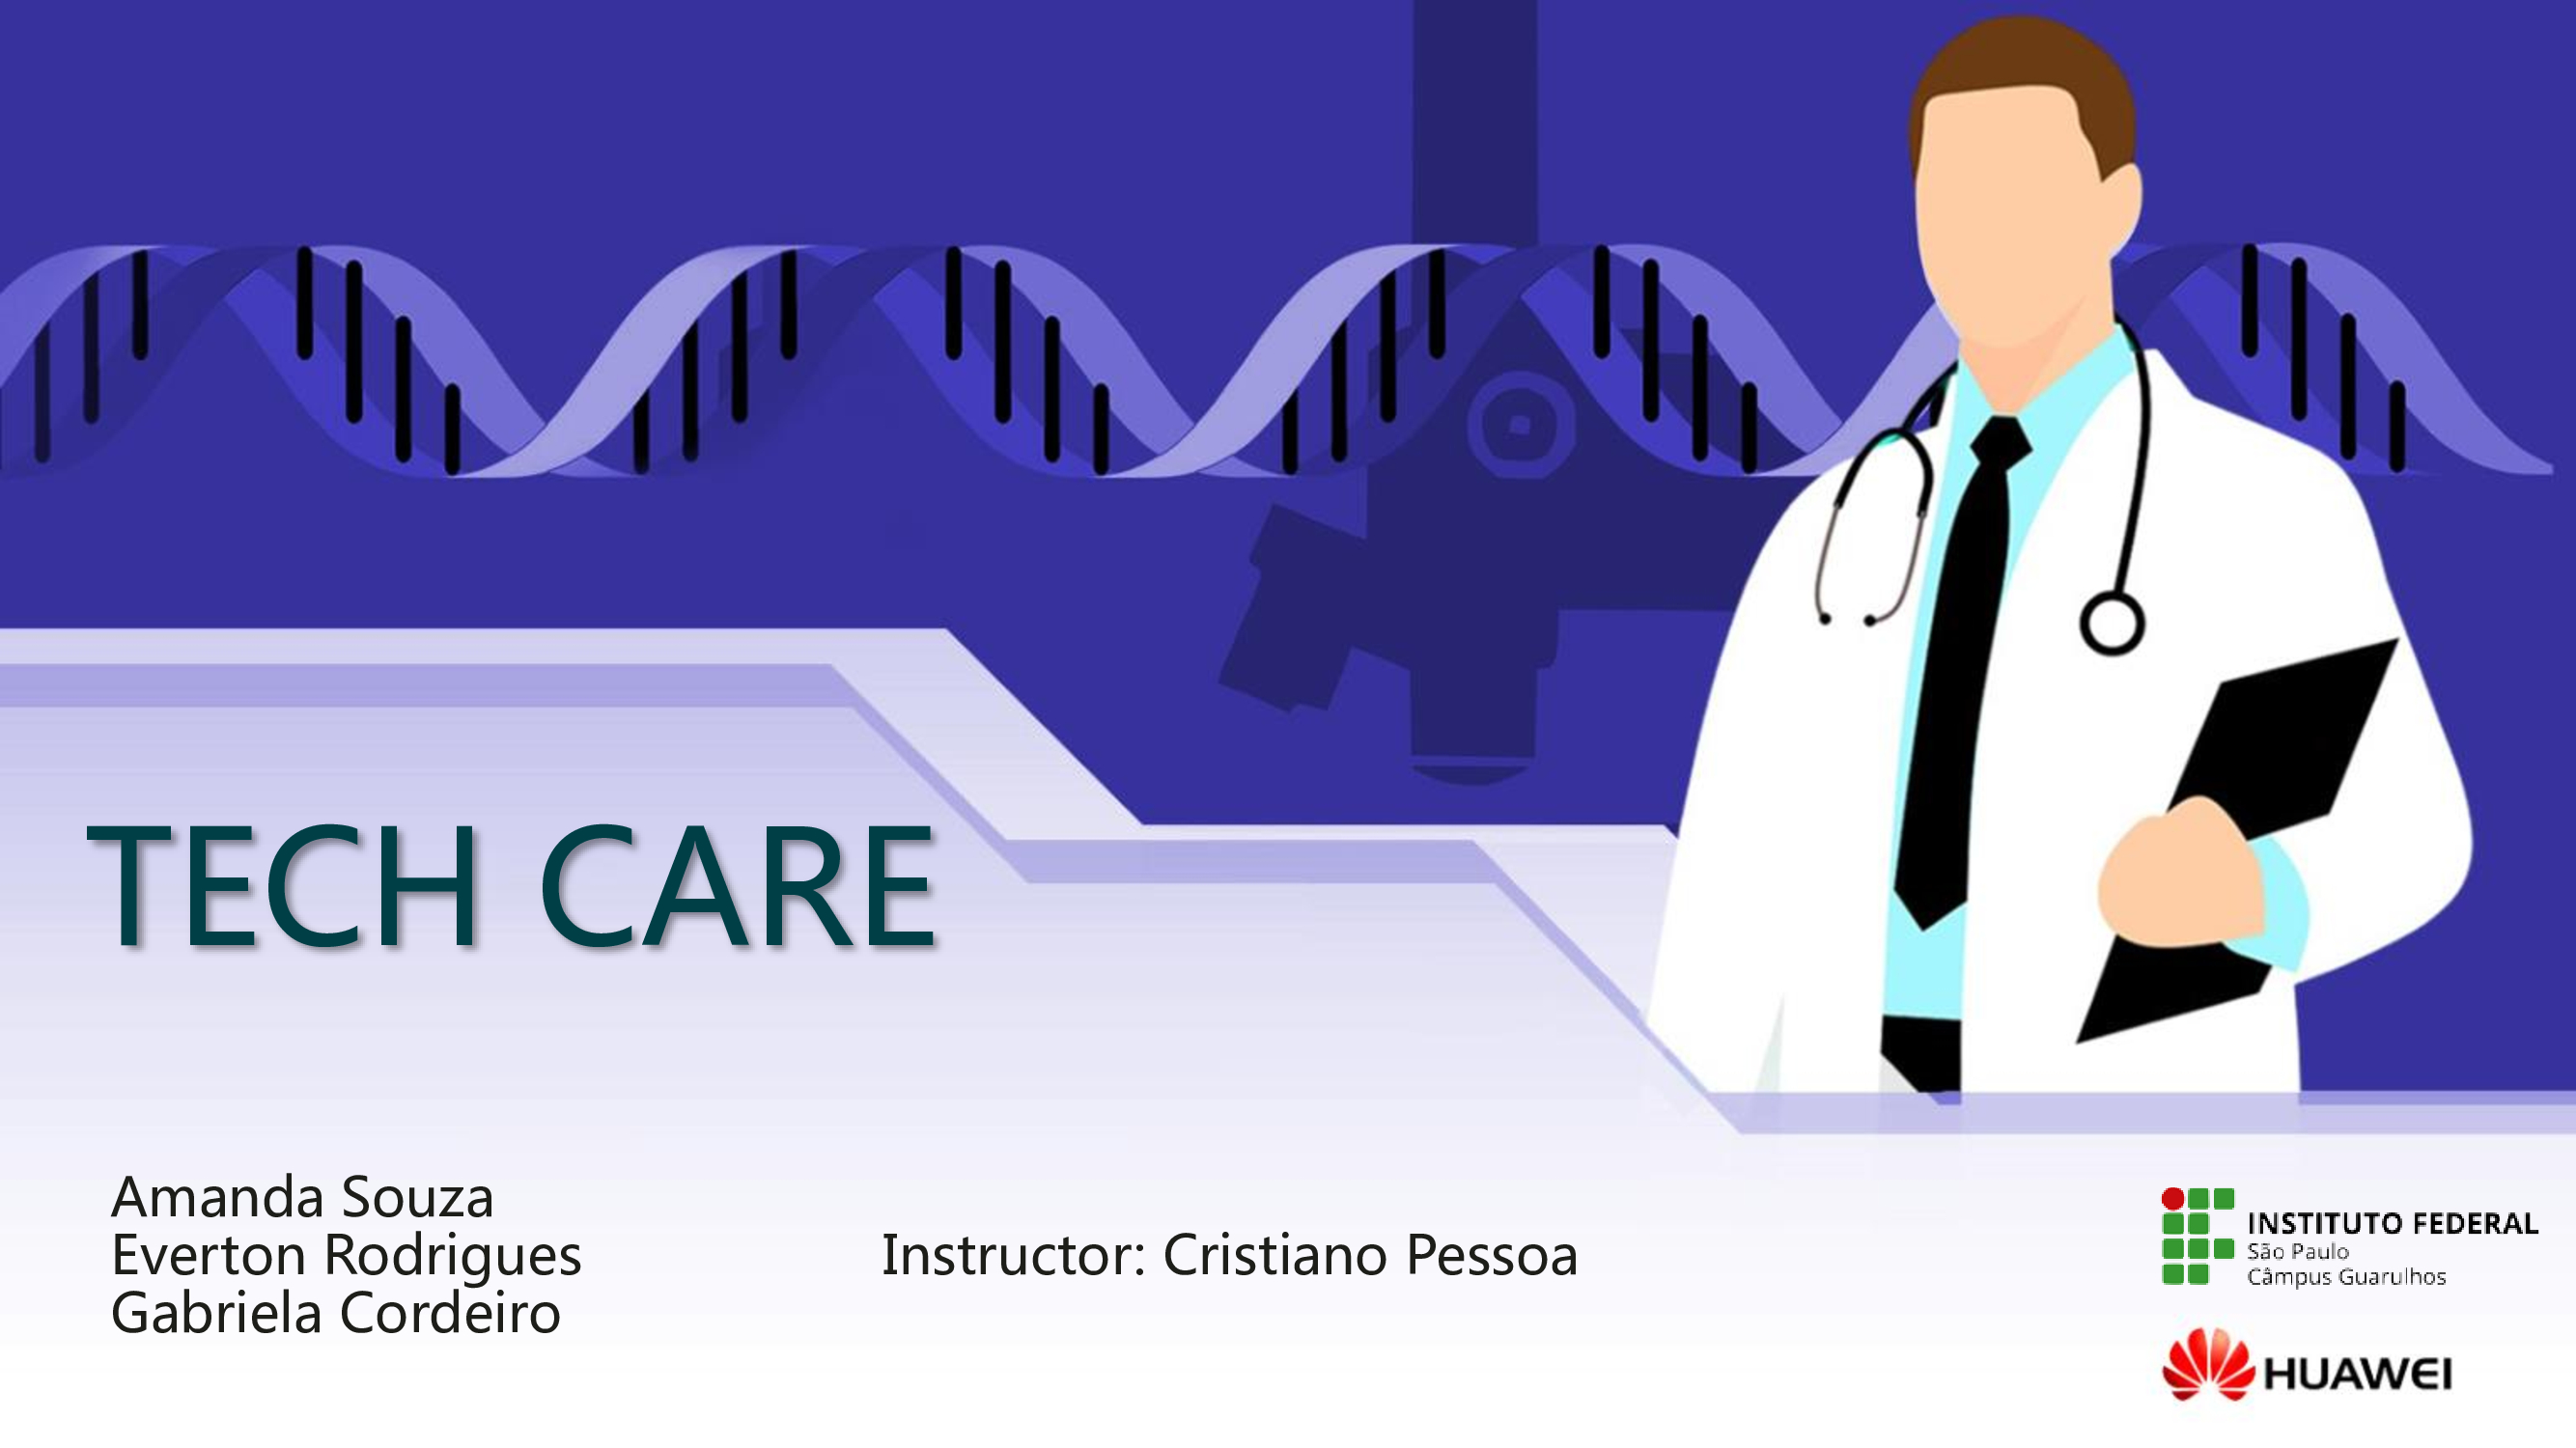 TECH CARE
Amanda Souza
Everton Rodrigues
Gabriela Cordeiro
Instructor: Cristiano Pessoa
INSTITUTO FEDERAL
São Paulo
Câmpus Guarulhos
HUAWEI